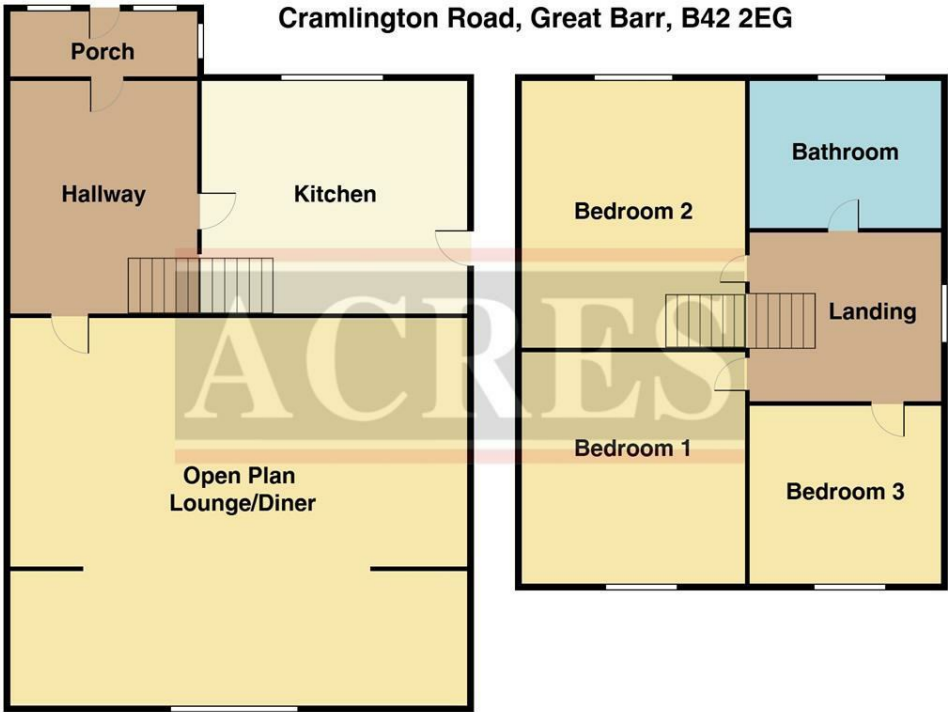 Cramlington Road, Great Barr, B42 2EG
Porch
Hallway
Kitchen
Bedroom 2
Bathroom
Landing
ACRES
Open Plan
Lounge/Diner
Bedroom 1
Bedroom 3